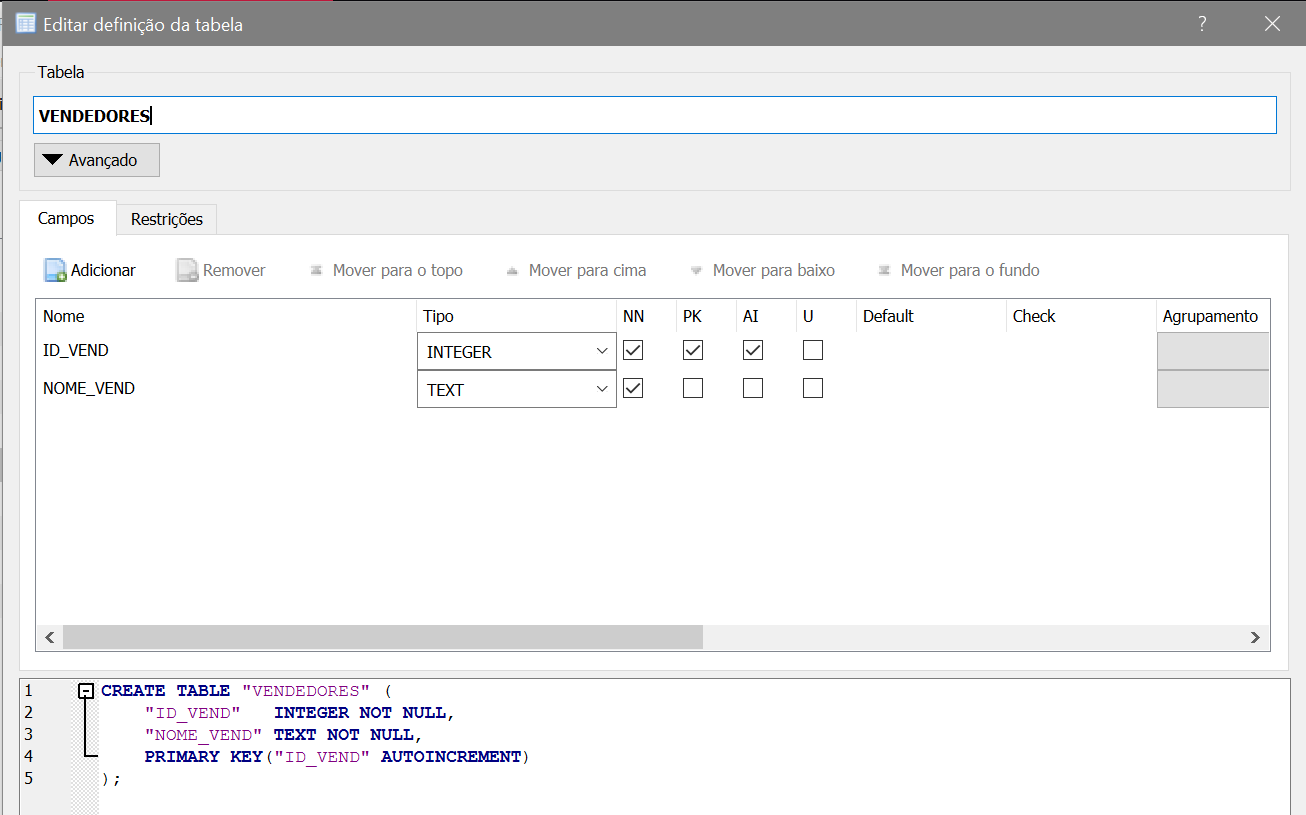 Editar definição da tabela ?
Tabela
VENDEDORES
Avançado
Campos Restrições
Adicionar Remover Mover para o topo Mover para cima Mover para baixo Mover para o fundo
Nome Tipo NN PK AI U Default Check Agrupamento
ID_VEND INTEGER
NOME_VEND TEXT
1 CREATE TABLE "VENDEDORES" (
2 "ID_VEND" INTEGER NOT NULL,
3 "NOME_VEND" TEXT NOT NULL,
4 PRIMARY KEY("ID_VEND" AUTOINCREMENT)
5 );